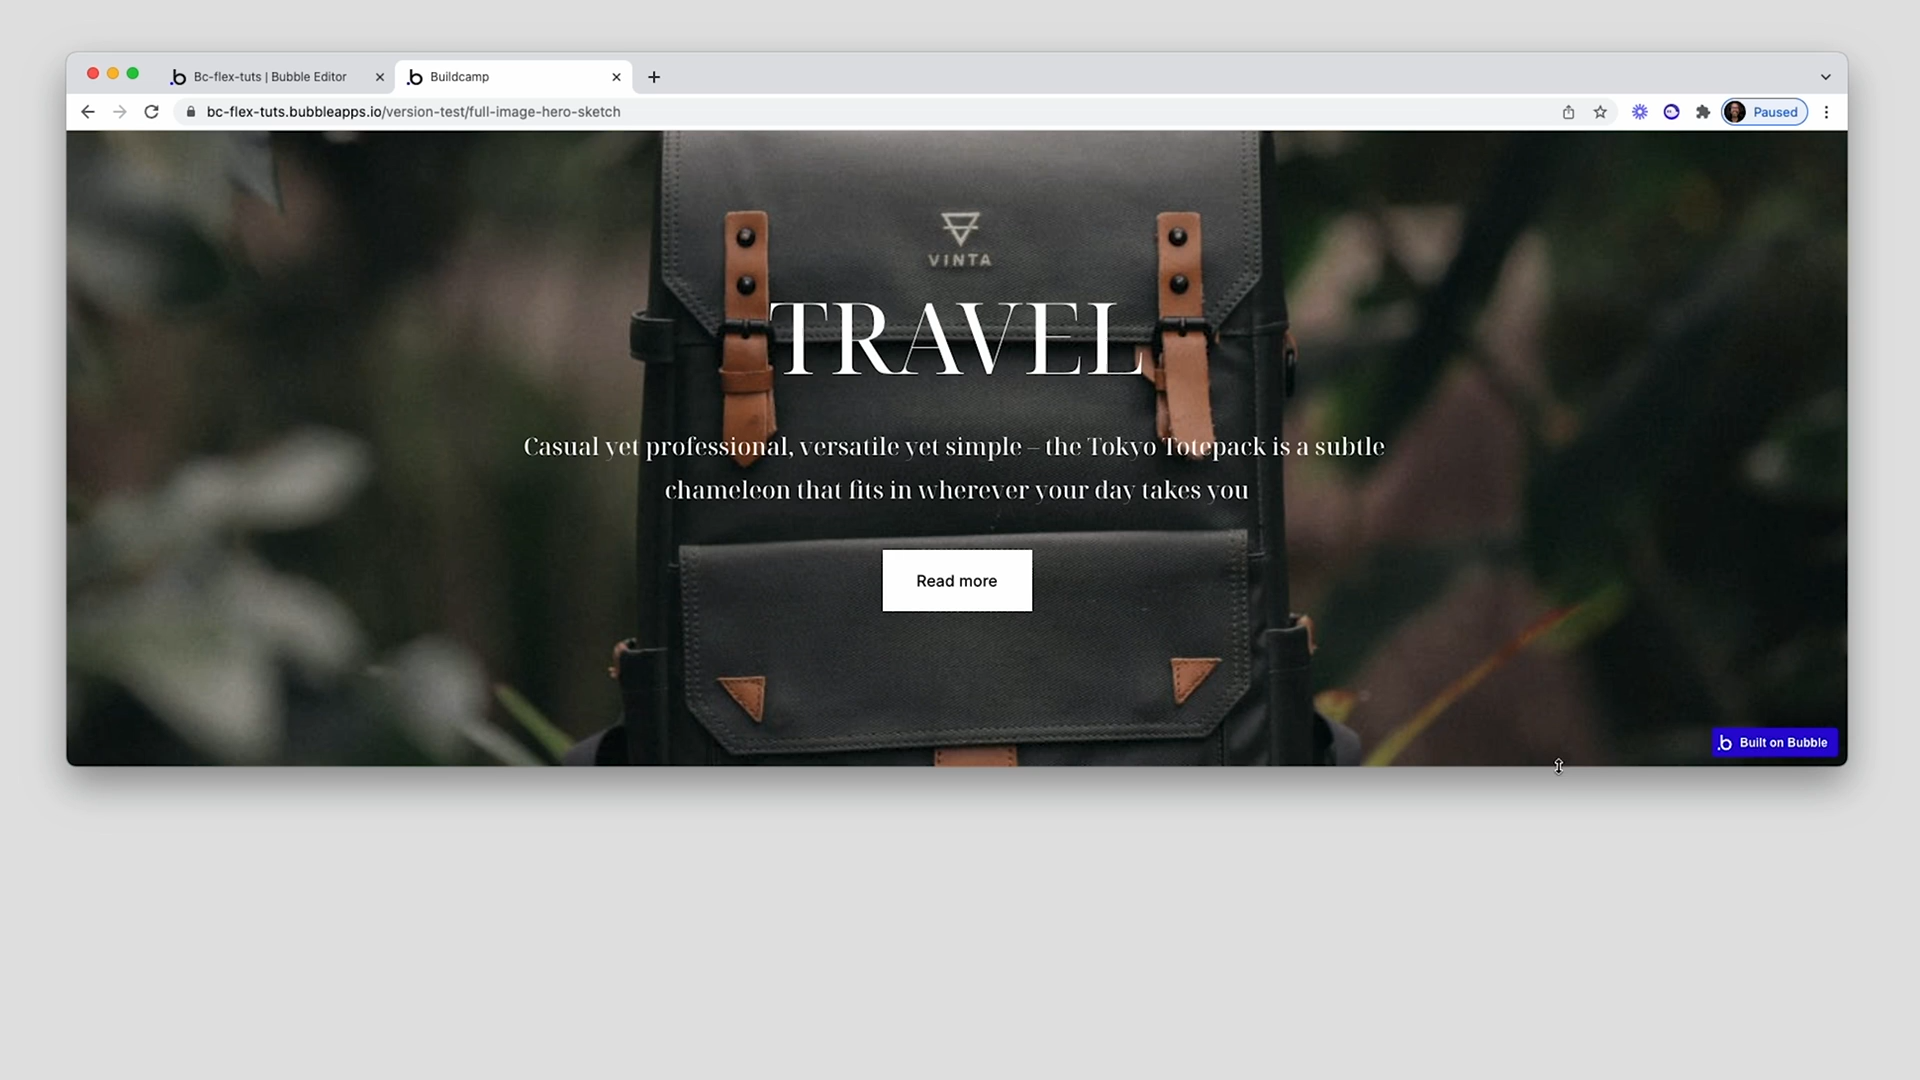 Bc-flex-tuts | Bubble Editor
Buildcamp
bc-flex-tuts.bubbleapps.io/version-test/full-image-hero-sketch
Paused
VINTA
TRAVEL
Casual yet professional, versatile yet simple – the Tokyo Totepack is a subtle
chameleon that fits in wherever your day takes you
Read more
Built on Bubble